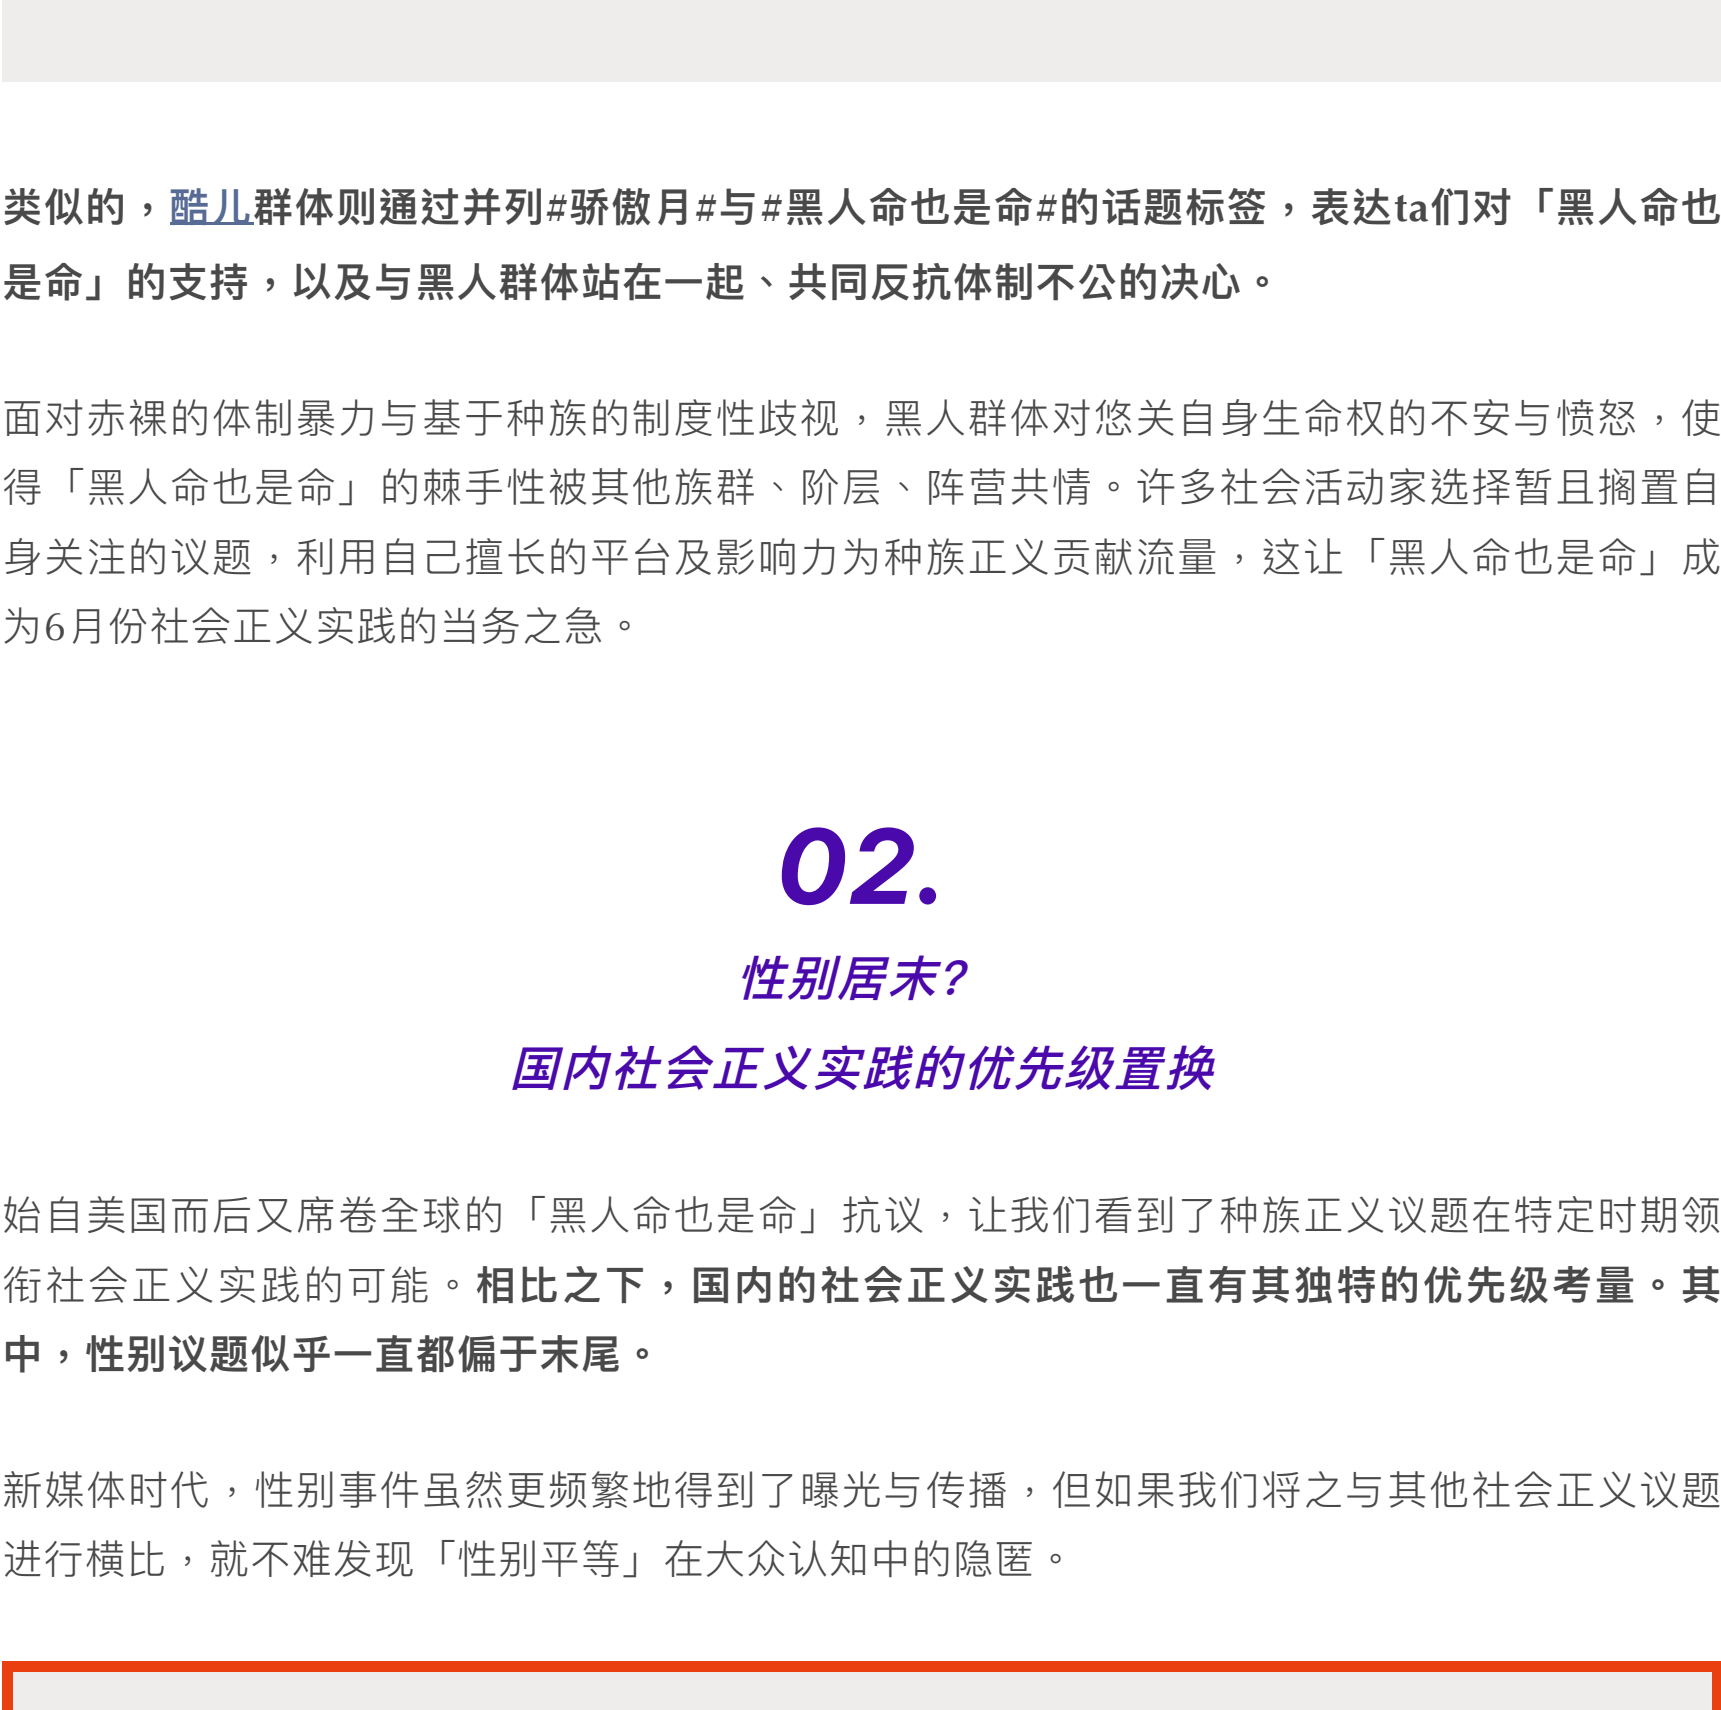 类似的，酷儿群体则通过并列#骄傲月#与#黑人命也是命#的话题标签，表达ta们对「黑人命也
是命」的支持，以及与黑人群体站在一起、共同反抗体制不公的决心。
面对赤裸的体制暴力与基于种族的制度性歧视，黑人群体对悠关自身生命权的不安与愤怒，使
得「黑人命也是命」的棘手性被其他族群、阶层、阵营共情。许多社会活动家选择暂且搁置自
身关注的议题，利用自己擅长的平台及影响力为种族正义贡献流量，这让「黑人命也是命」成
为6月份社会正义实践的当务之急。
02.
性别居末?
国内社会正义实践的优先级置换
始自美国而后又席卷全球的「黑人命也是命」抗议，让我们看到了种族正义议题在特定时期领
衔社会正义实践的可能。相比之下，国内的社会正义实践也一直有其独特的优先级考量。其
中，性别议题似乎一直都偏于末尾。
新媒体时代，性别事件虽然更频繁地得到了曝光与传播，但如果我们将之与其他社会正义议题
进行横比，就不难发现「性别平等」在大众认知中的隐匿。